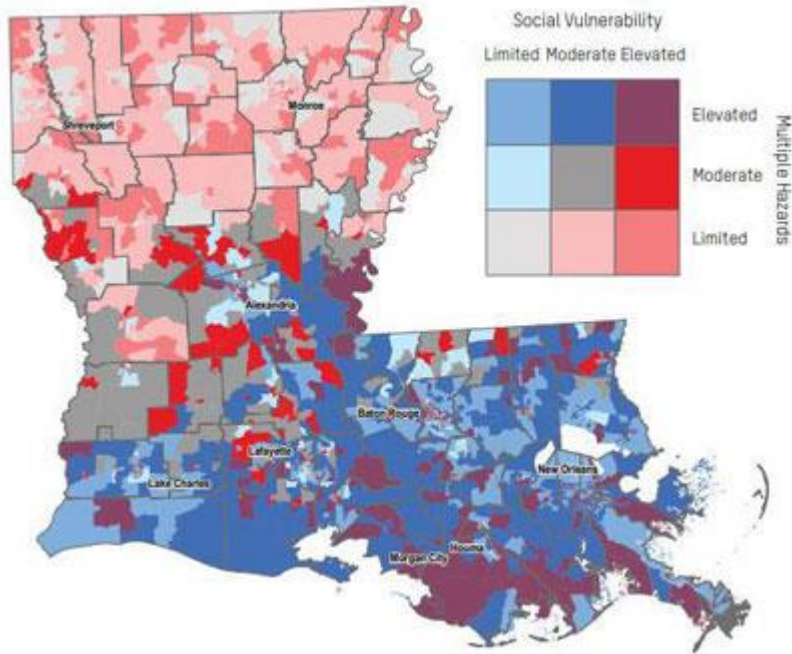 Social Vulnerability
Limited Moderate Elevated
Elevated
Moderate
Limited
Multiple Hazards
Shreveport
Monroe
Alexandria
Baton Rouge
Lafayette
Lake Charles
New Orleans
Morgan City
Houma